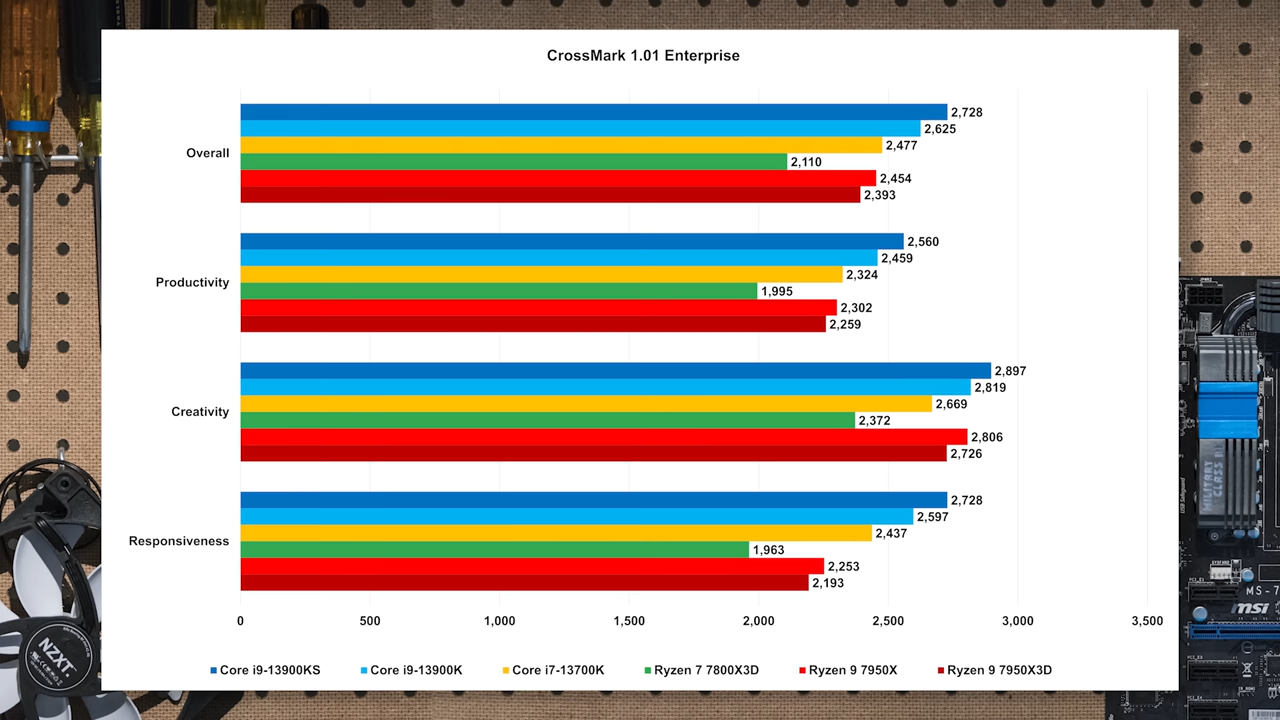 CrossMark 1.01 Enterprise
Overall
2,728
2,625
2,477
2,110
2,454
2,393
Productivity
2,560
2,459
2,324
1,995
2,302
2,259
Creativity
2,897
2,819
2,669
2,372
2,806
2,726
Responsiveness
2,728
2,597
2,437
1,963
2,253
2,193
0 500 1,000 1,500 2,000 2,500 3,000 3,500
Core i9-13900KS Core i9-13900K Core i7-13700K Ryzen 7 7800X3D Ryzen 9 7950X Ryzen 9 7950X3D
NZXT
MILITARY
CLASS
MS-7
msi